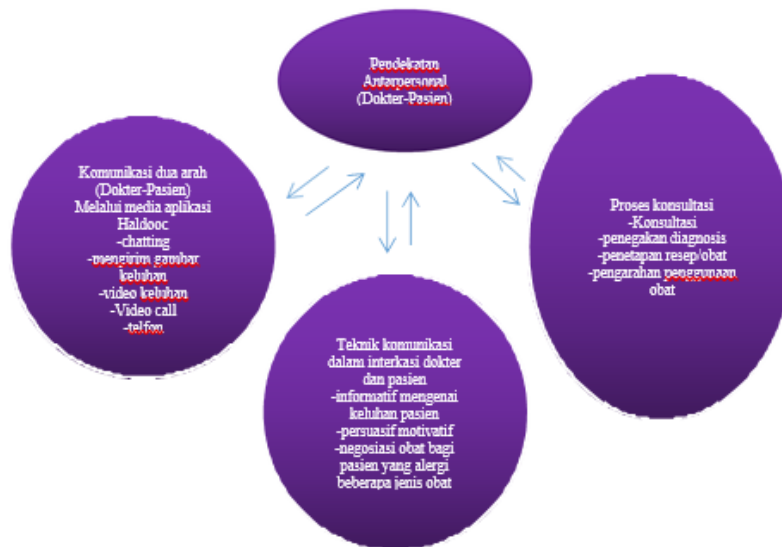 Pendekatan
Antarpersonal
(Dokter-Pasien)
Komunikasi dua arah
(Dokter-Pasien)
Melalui media aplikasi
Haldooc
-chatting
-mengirim gambar
keluhan
-video keluhan
-Video call
-telfon
Teknik komunikasi
dalam interkasi dokter
dan pasien
-informatif mengenai
keluhan pasien
-persuasif motivatif
-negosiasi obat bagi
pasien yang alergi
beberapa jenis obat
Proses konsultasi
-Konsultasi
-penegakan diagnosis
-penetapan resep/obat
-pengarahan penggunaan
obat